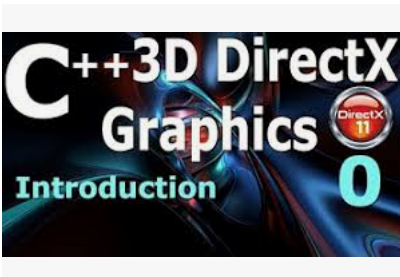 C++3D DirectX
Graphics
DirectX
11
Introduction
0